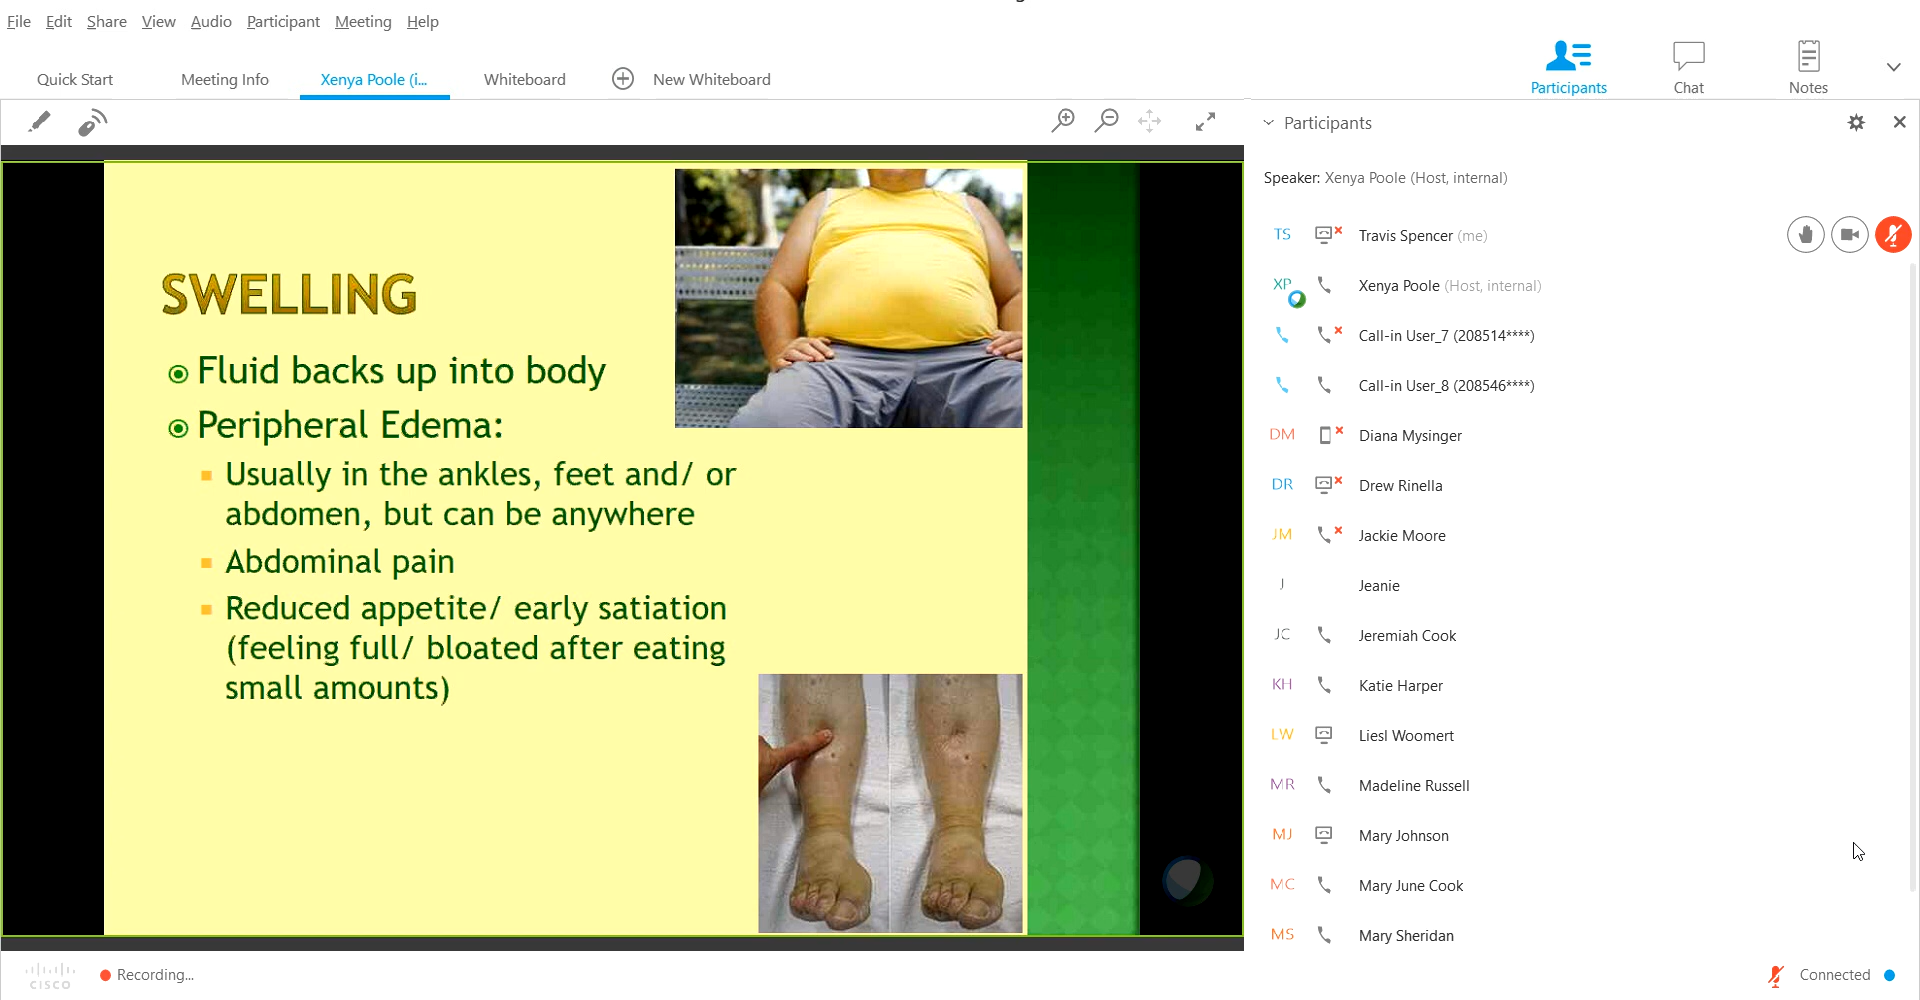 File Edit Share View Audio Participant Meeting Help
Quick Start Meeting Info Xenya Poole (i... Whiteboard New Whiteboard
Participants Chat Notes
Participants
Speaker: Xenya Poole (Host, internal)
SWELLING
Fluid backs up into body
Peripheral Edema:
Usually in the ankles, feet and/ or
abdomen, but can be anywhere
Abdominal pain
Reduced appetite/ early satiation
(feeling full/ bloated after eating
small amounts)
TS Travis Spencer (me)
XP Xenya Poole (Host, internal)
Call-in User_7 (208514****)
Call-in User_8 (208546****)
DM Diana Mysinger
DR Drew Rinella
JM Jackie Moore
J Jeanie
JC Jeremiah Cook
KH Katie Harper
LW Liesl Woomert
MR Madeline Russell
MJ Mary Johnson
MC Mary June Cook
MS Mary Sheridan
CISCO Recording... Connected